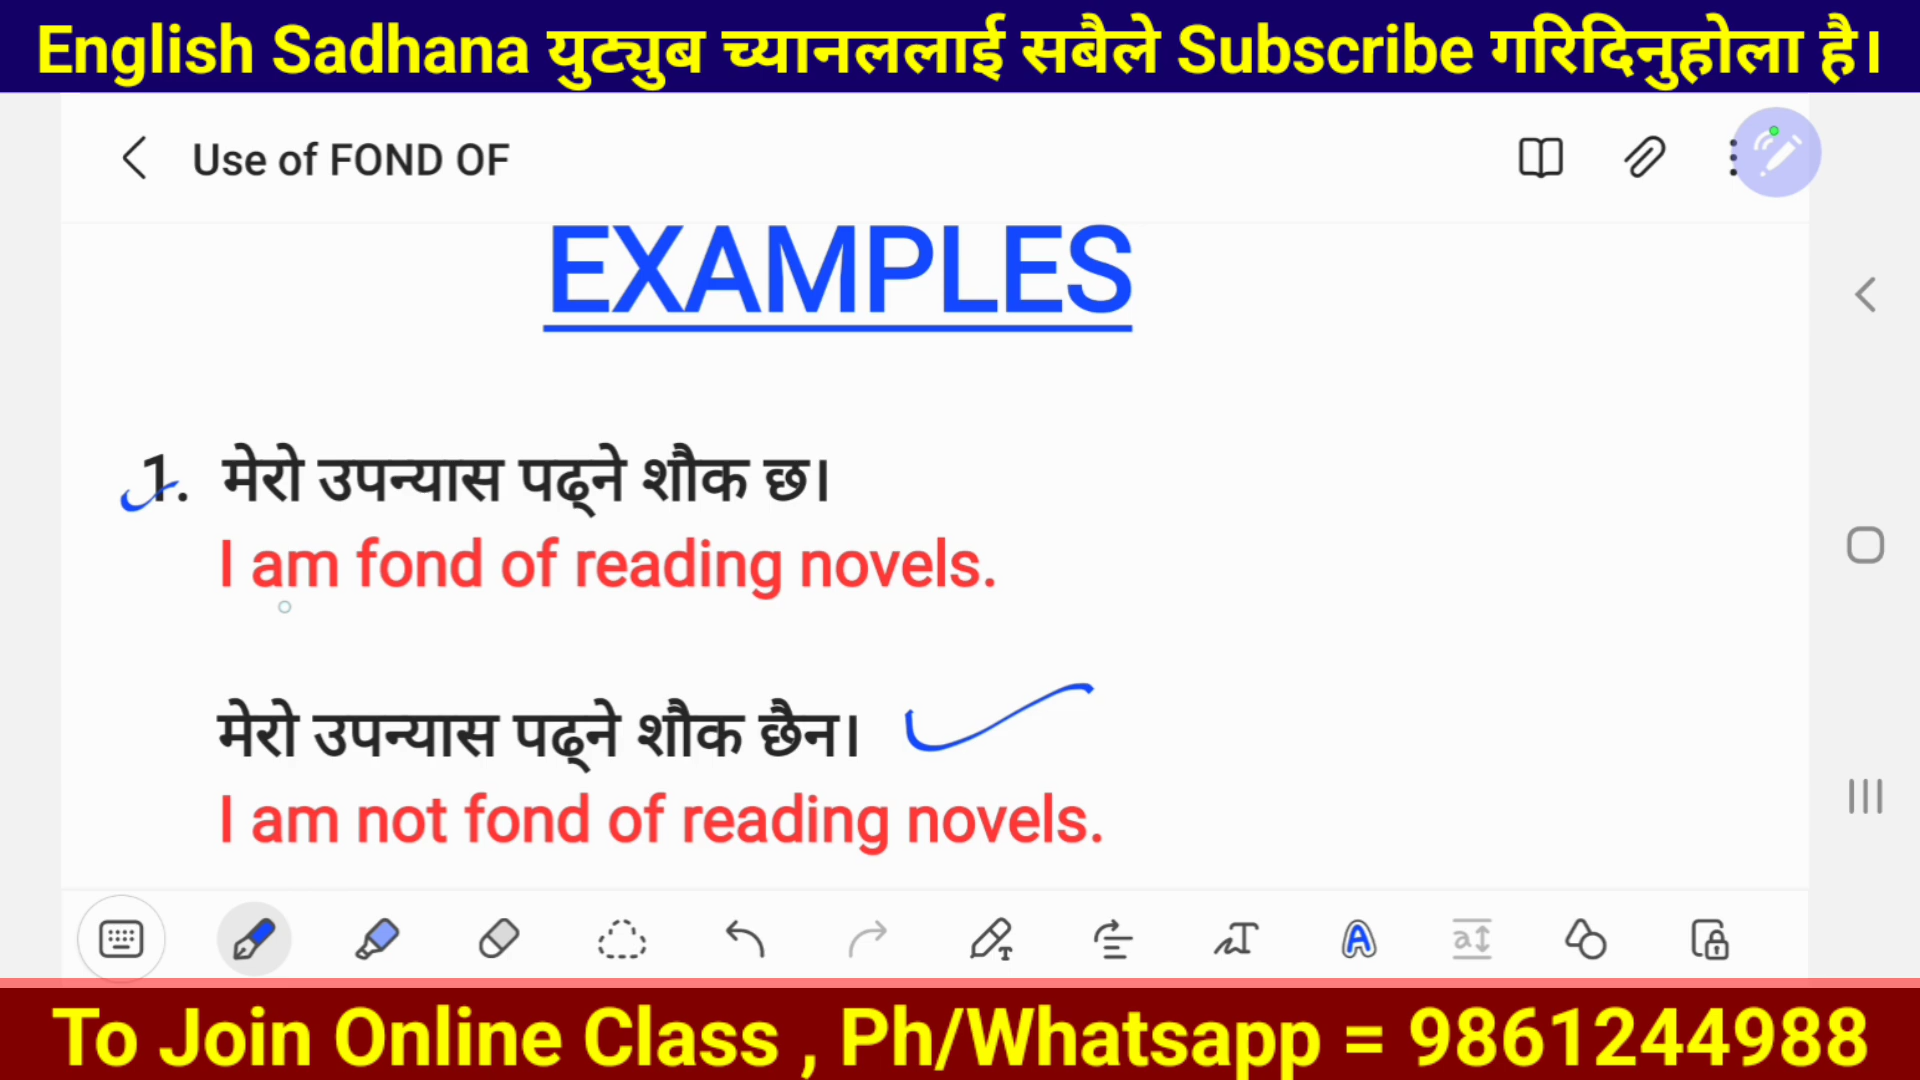 English Sadhana युट्युब च्यानललाई सबैले Subscribe गरिदिनुहोला है।
Use of FOND OF
EXAMPLES
1. मेरो उपन्यास पढ्ने शौक छ।
I am fond of reading novels.
मेरो उपन्यास पढ्ने शौक छैन।
I am not fond of reading novels.
To Join Online Class , Ph/Whatsapp = 9861244988